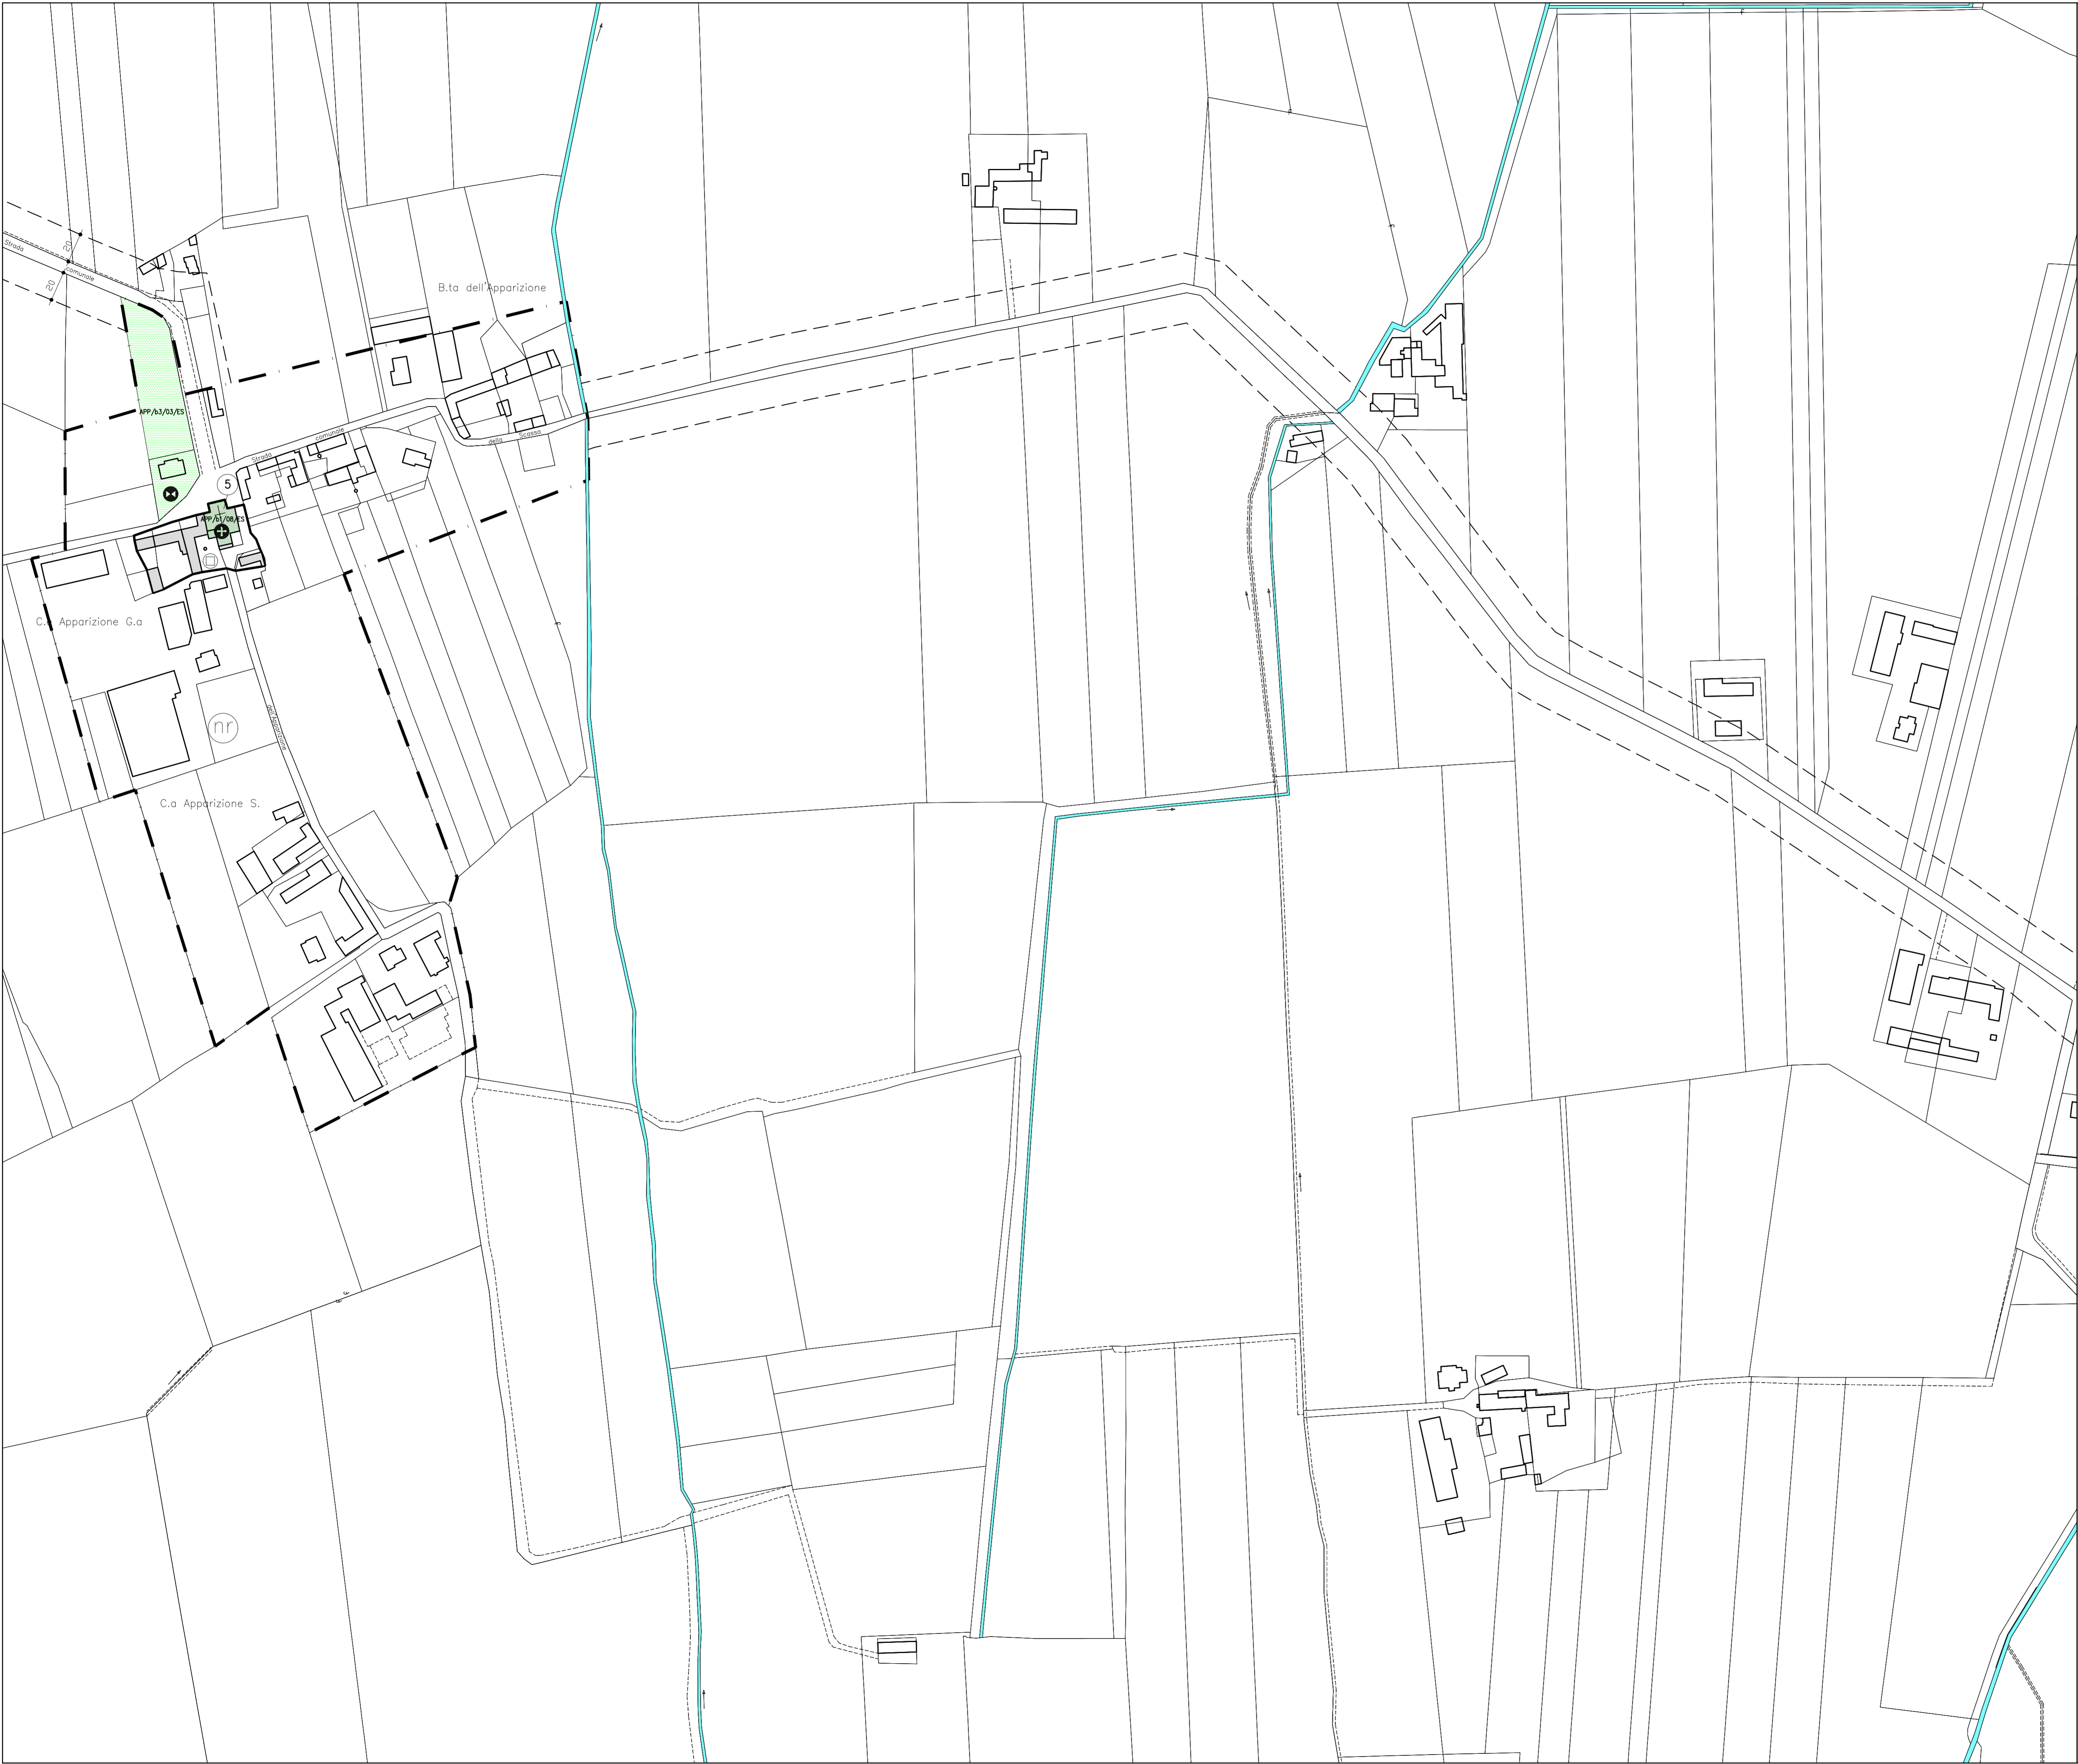 20
Strada
comunale
20
B.ta dell'Apparizione
APP/b3/03/ES
comunale
Strada
della Scassa
5
APP/b1/08/ES
C.a Apparizione G.a
dell'Apparizione
nr
C.a Apparizione S.